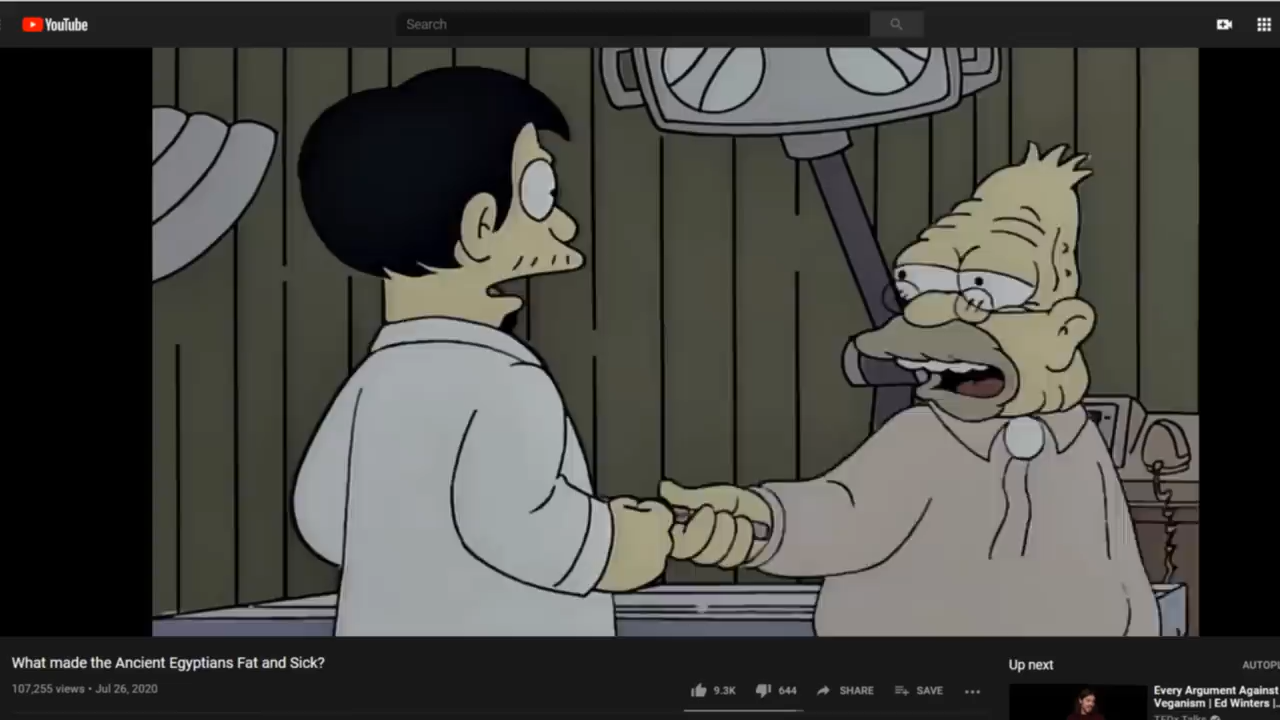 YouTube
Search
What made the Ancient Egyptians Fat and Sick?
107,255 views • Jul 26, 2020
9.3K
644
SHARE
SAVE
Up next
AUTOPL
Every Argument Against
Veganism | Ed Winters |